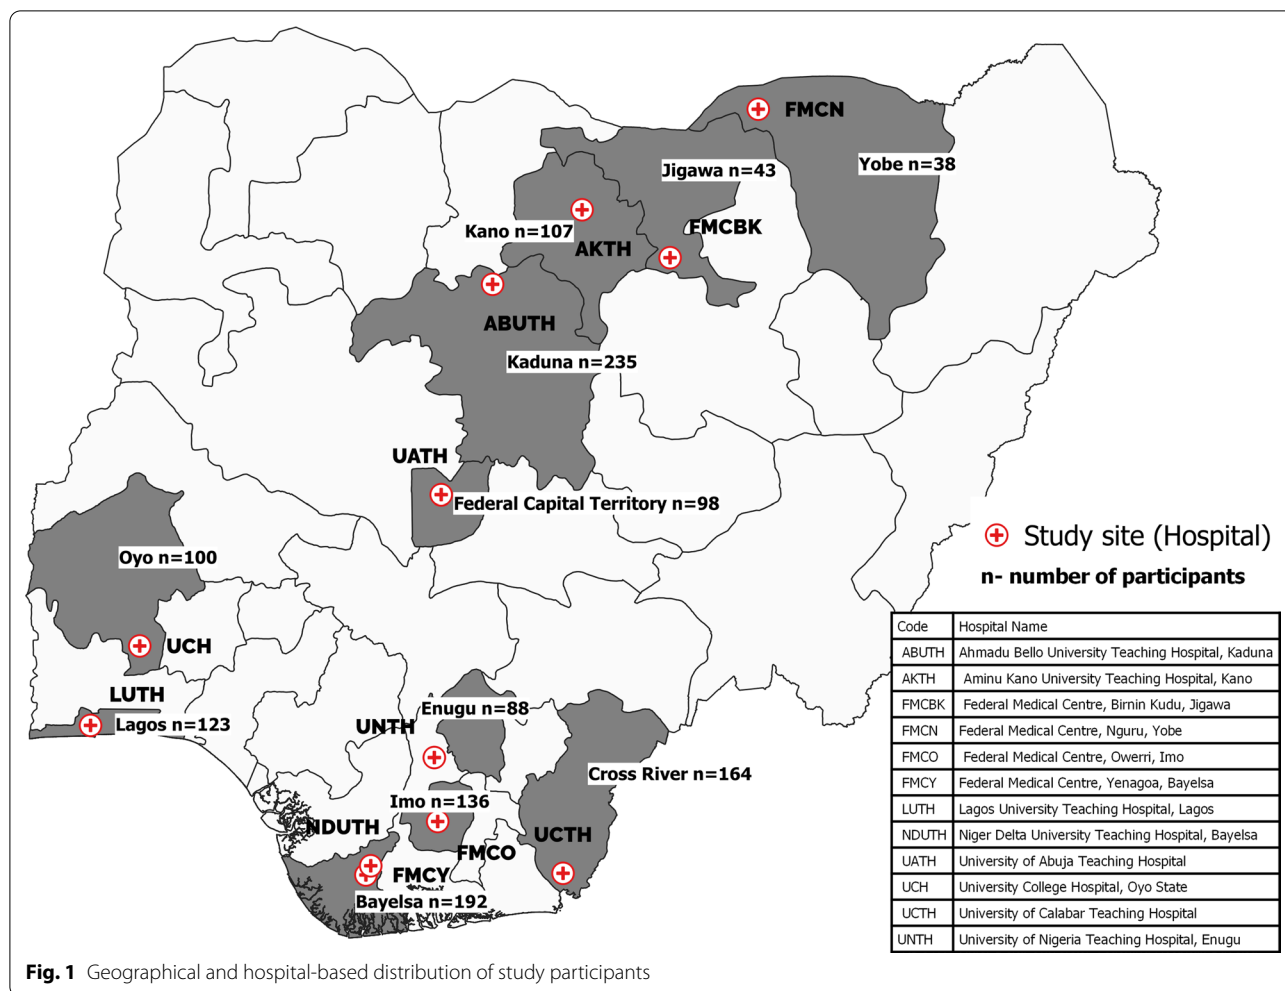 FMCN
Yobe n=38
Jigawa n=43
FMCBK
Kano n=107
AKTH
ABUTH
Kaduna n=235
UATH
Federal Capital Territory n=98
Study site (Hospital)
n- number of participants
Oyo n=100
UCH
LUTH
Lagos n=123
Enugu n=88
UNTH
Cross River n=164
Imo n=136
NDUTH
UCTH
FMCO
FMCY
Bayelsa n=192
Code Hospital Name
ABUTH Ahmadu Bello University Teaching Hospital, Kaduna
AKTH Aminu Kano University Teaching Hospital, Kano
FMCBK Federal Medical Centre, Birnin Kudu, Jigawa
FMCN Federal Medical Centre, Nguru, Yobe
FMCO Federal Medical Centre, Owerri, Imo
FMCY Federal Medical Centre, Yenagoa, Bayelsa
LUTH Lagos University Teaching Hospital, Lagos
NDUTH Niger Delta University Teaching Hospital, Bayelsa
UATH University of Abuja Teaching Hospital
UCH University College Hospital, Oyo State
UCTH University of Calabar Teaching Hospital
UNTH University of Nigeria Teaching Hospital, Enugu
Fig. 1 Geographical and hospital-based distribution of study participants